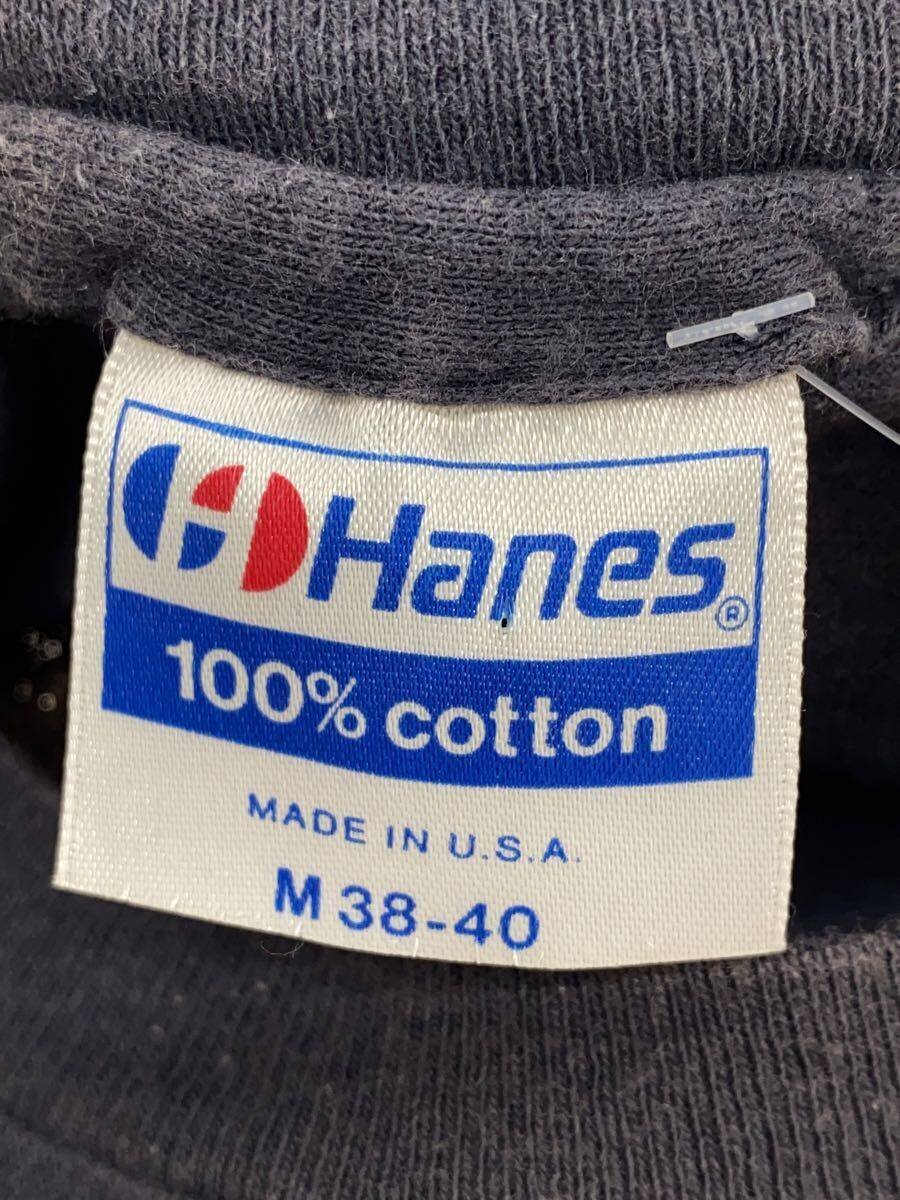 Hanes®
100% cotton
MADE IN U.S.A.
M 38-40